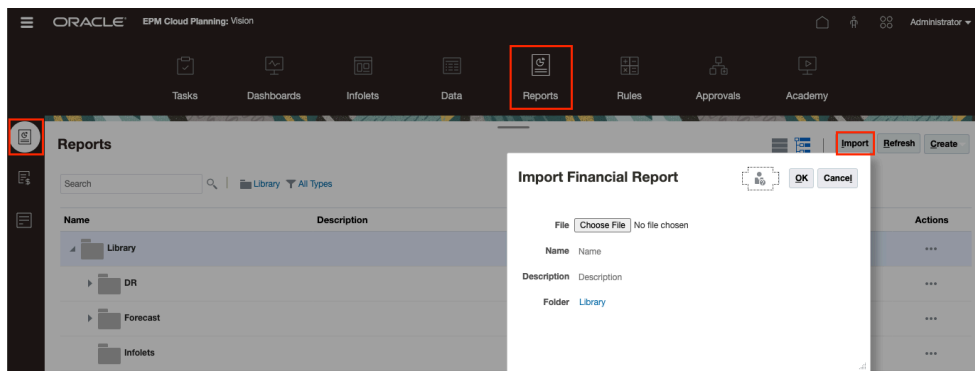 ORACLE® EPM Cloud Planning: Vision Administrator
Tasks Dashboards Infolets Data Reports Rules Approvals Academy
Reports Import Refresh Create
Search Library All Types
Name Description Actions
Library
DR
Forecast
Infolets
Import Financial Report OK Cancel
File Choose File No file chosen
Name Name
Description Description
Folder Library